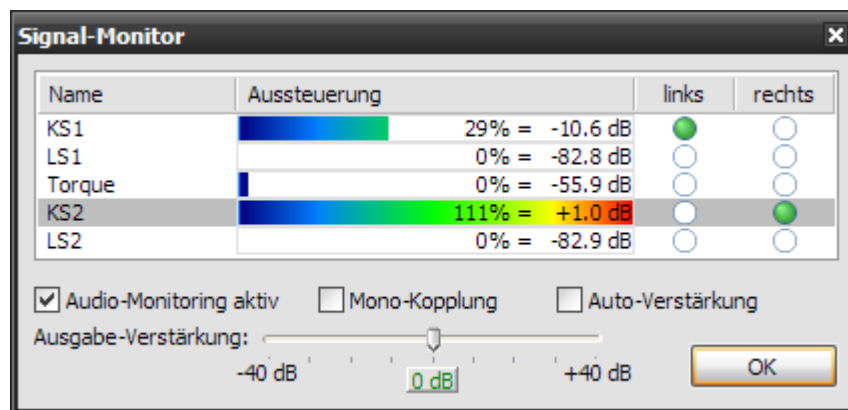 Signal-Monitor
Name Aussteuerung links rechts
KS1 29% = -10.6 dB
LS1 0% = -82.8 dB
Torque 0% = -55.9 dB
KS2 111% = +1.0 dB
LS2 0% = -82.9 dB
Audio-Monitoring aktiv Mono-Kopplung Auto-Verstärkung
Ausgabe-Verstärkung:
-40 dB 0 dB +40 dB OK